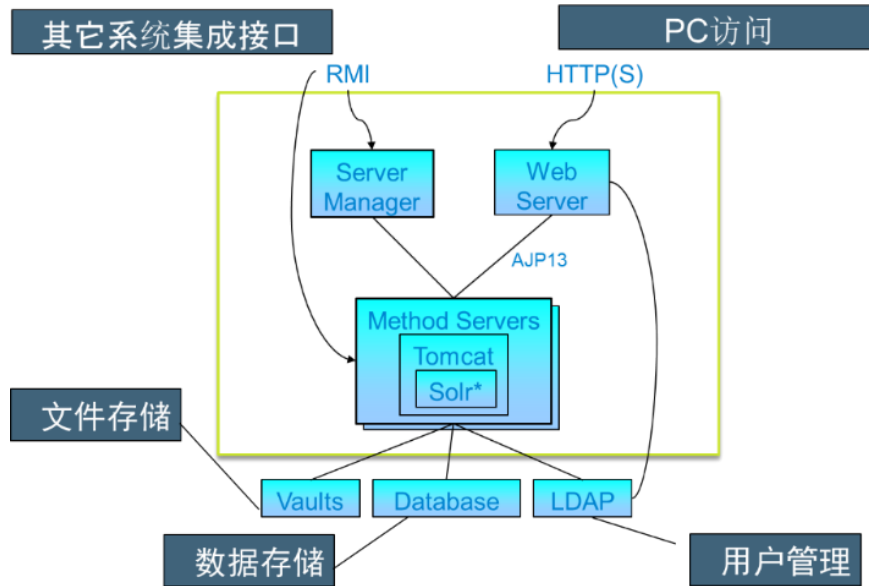 其它系统集成接口
PC访问
RMI
HTTP(S)
Server
Manager
Web
Server
AJP13
Method Servers
Tomcat
Solr*
文件存储
Vaults
Database
LDAP
数据存储
用户管理